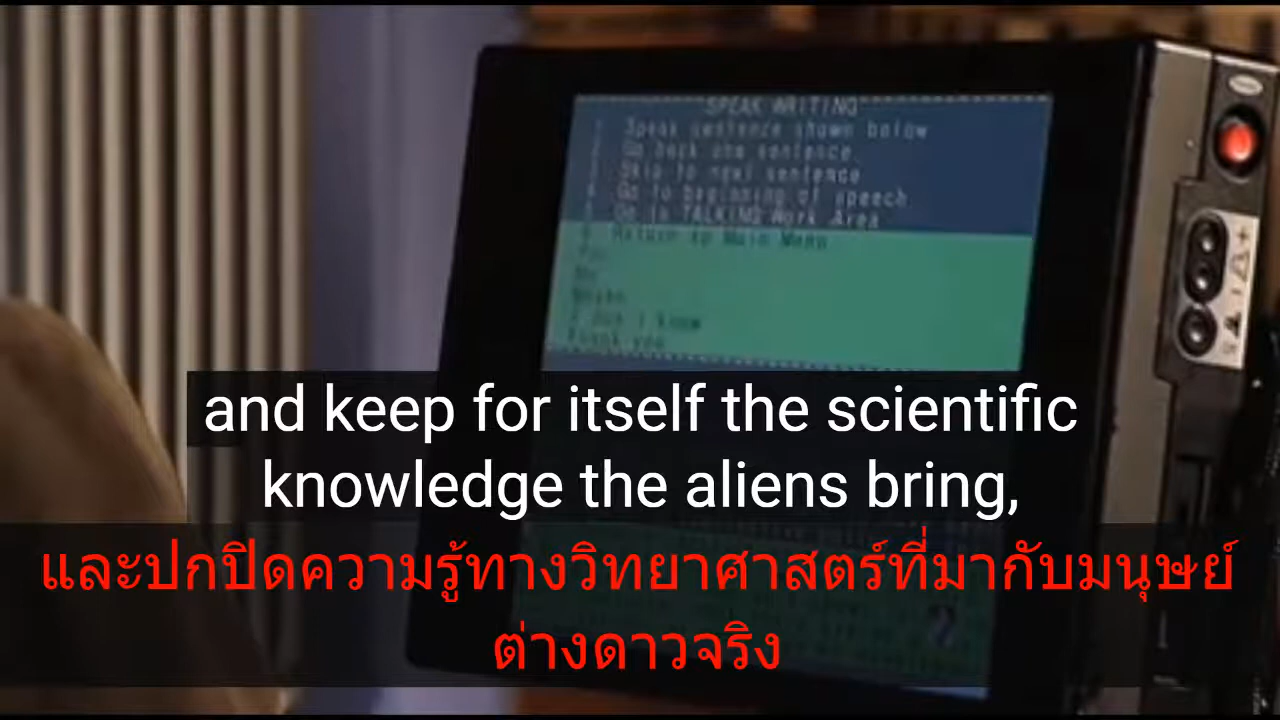 SPEAK WRITING
Speak sentence shown below
Go back one sentence
Skip to next sentence
Go to beginning of speech
Go to TALKING Work Area
Return to Main Menu
and keep for itself the scientific
knowledge the aliens bring,
และปกปิดความรู้ทางวิทยาศาสตร์ที่มากับมนุษย์
ต่างดาวจริง